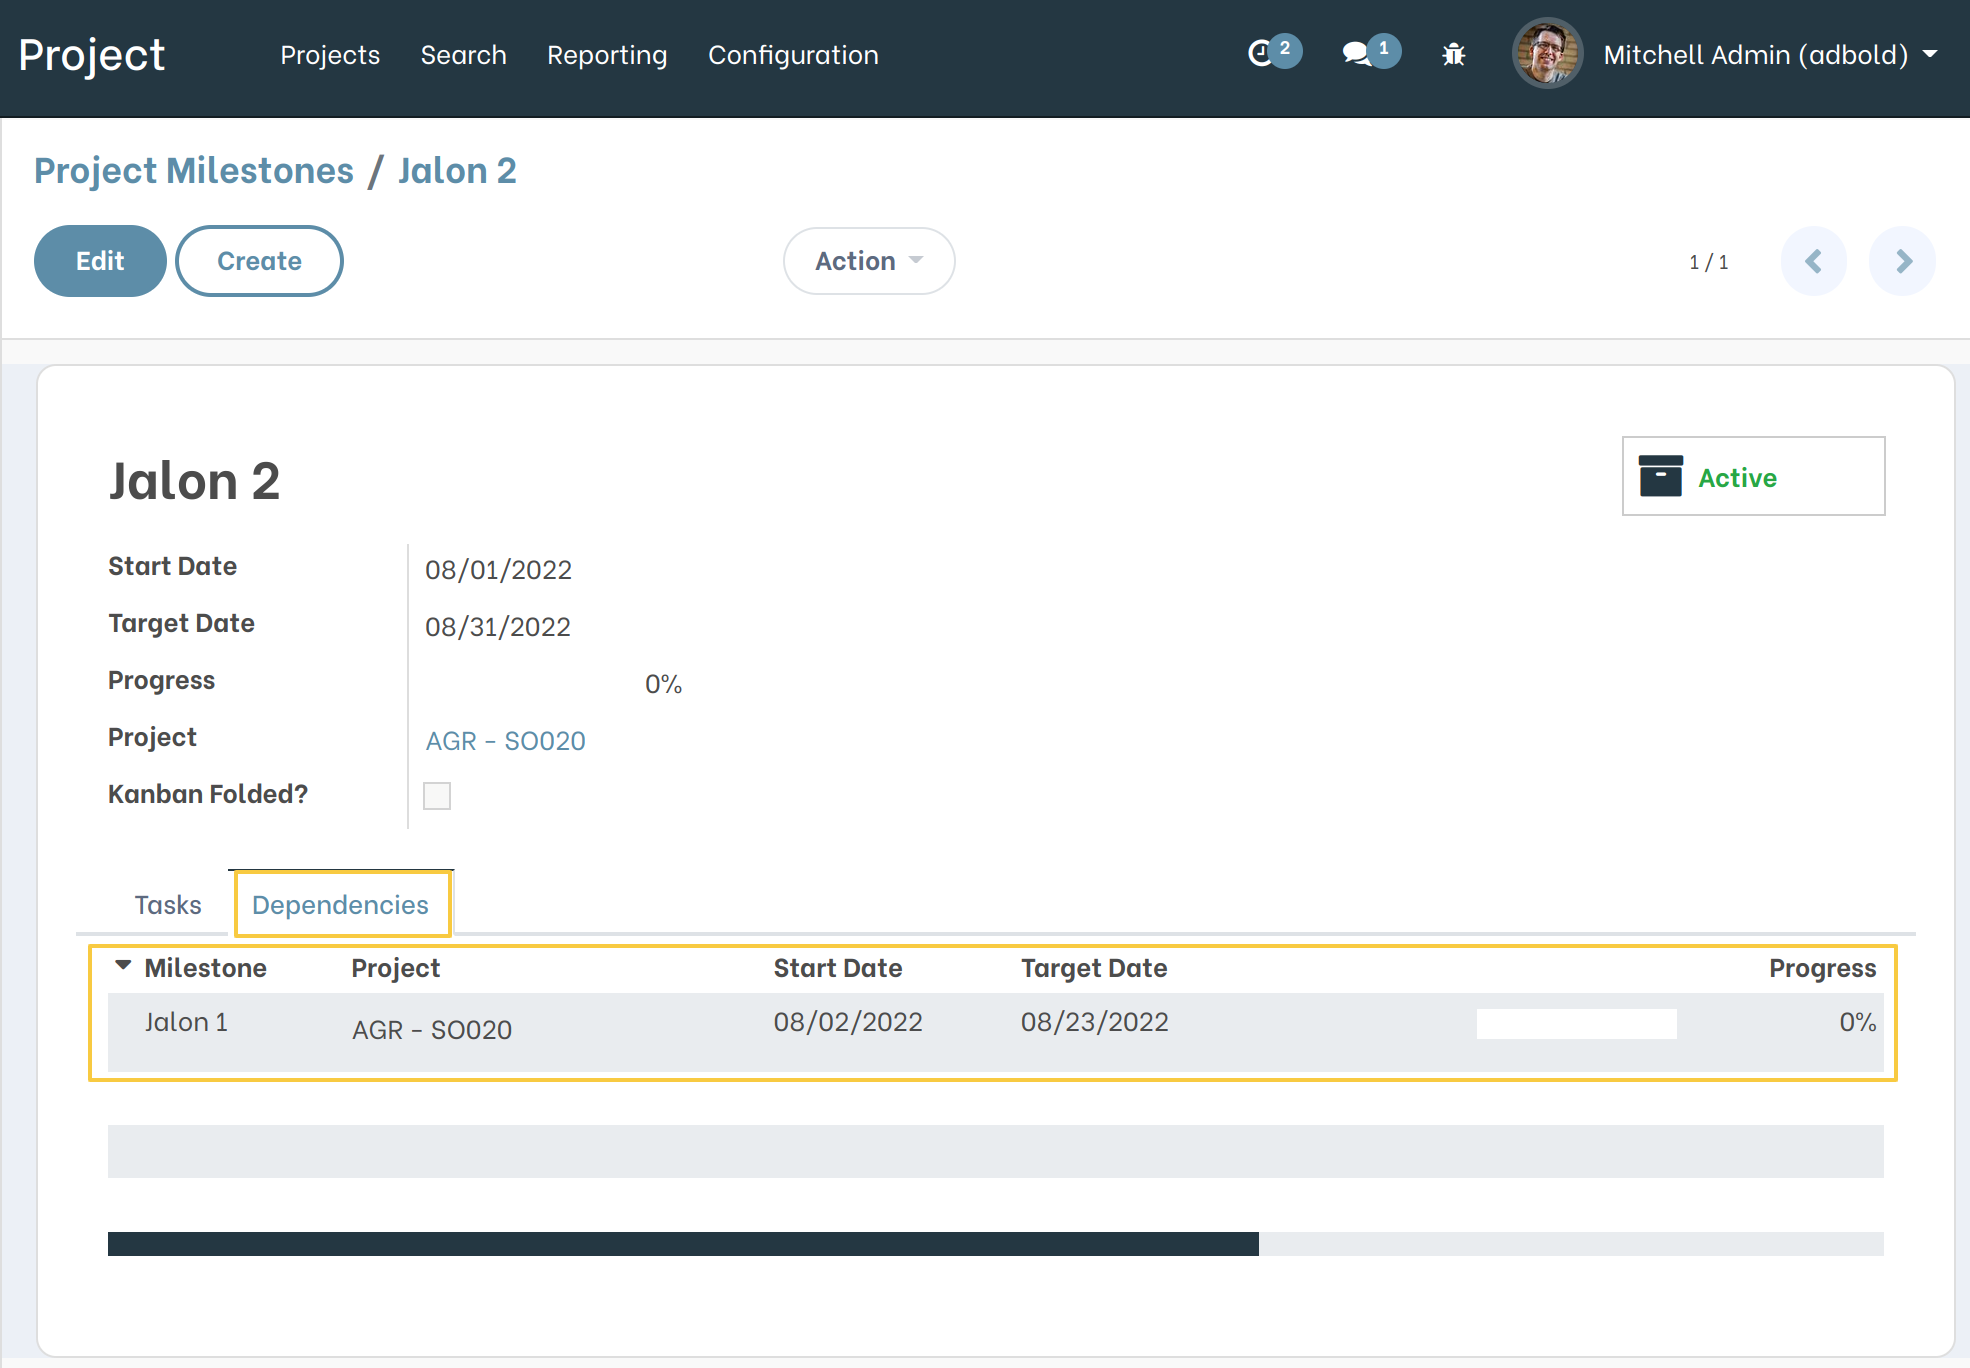 Project Projects Search Reporting Configuration 2 1 Mitchell Admin (adbold)
Project Milestones / Jalon 2
Edit Create Action 1 / 1
Jalon 2
Active
Start Date 08/01/2022
Target Date 08/31/2022
Progress 0%
Project AGR - SO020
Kanban Folded?
Tasks Dependencies
Milestone Project Start Date Target Date Progress
Jalon 1 AGR - SO020 08/02/2022 08/23/2022 0%